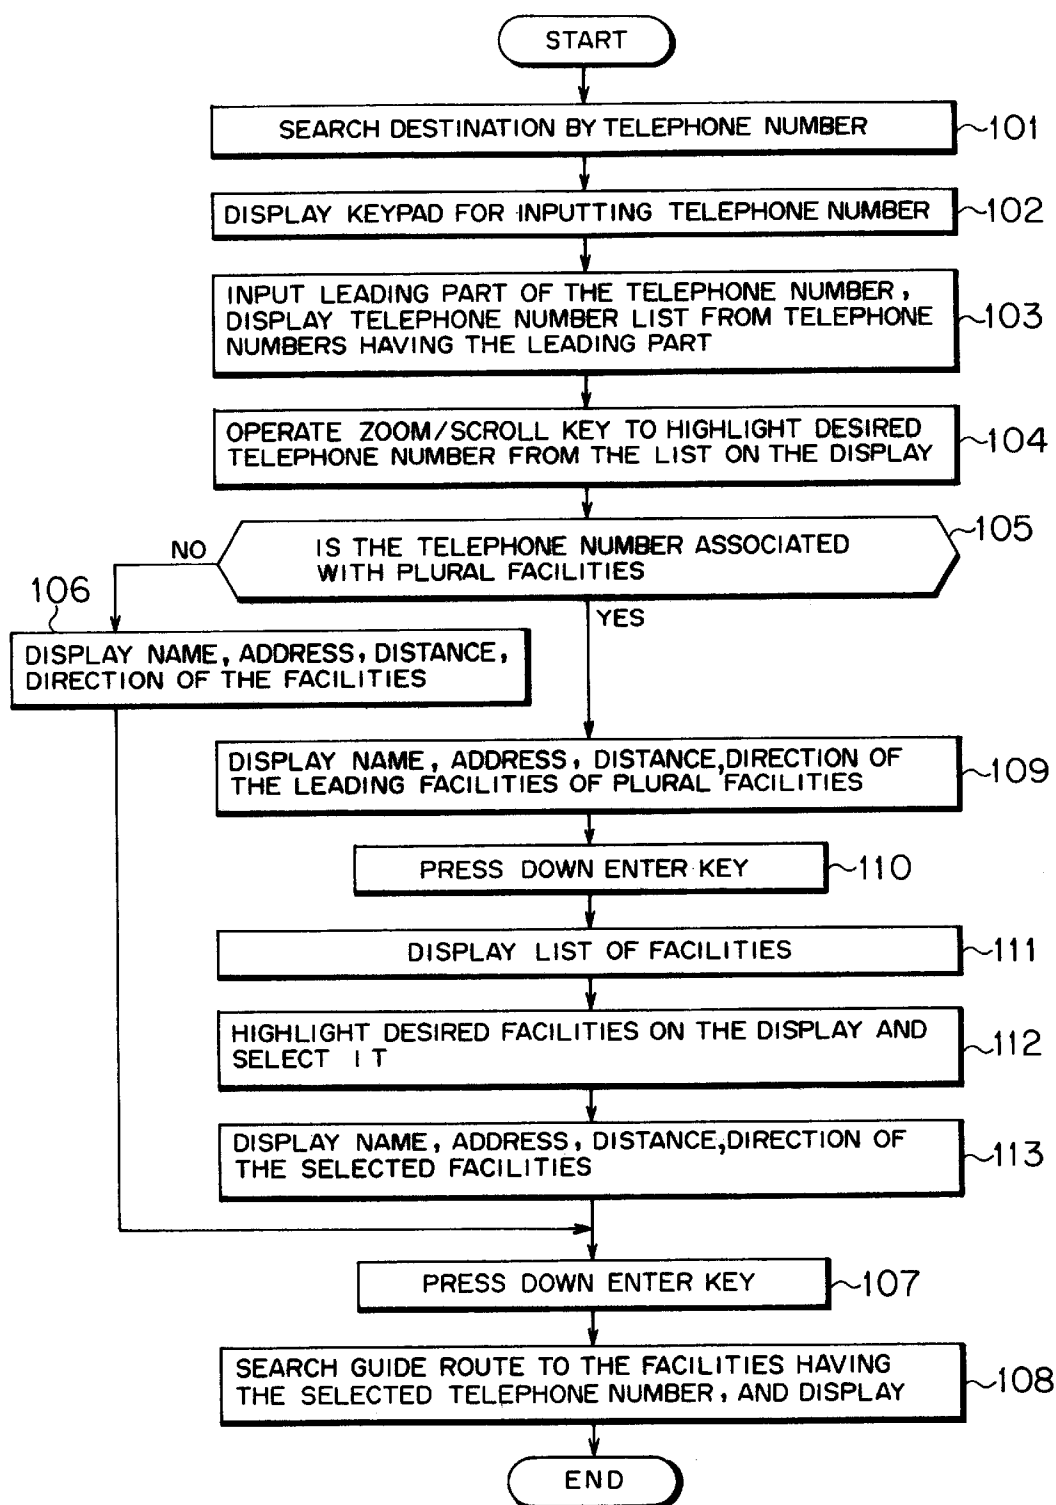 START
SEARCH DESTINATION BY TELEPHONE NUMBER
101
DISPLAY KEYPAD FOR INPUTTING TELEPHONE NUMBER
102
INPUT LEADING PART OF THE TELEPHONE NUMBER,
DISPLAY TELEPHONE NUMBER LIST FROM TELEPHONE
NUMBERS HAVING THE LEADING PART
103
OPERATE ZOOM/SCROLL KEY TO HIGHLIGHT DESIRED
TELEPHONE NUMBER FROM THE LIST ON THE DISPLAY
104
IS THE TELEPHONE NUMBER ASSOCIATED
WITH PLURAL FACILITIES
105
NO
YES
106
DISPLAY NAME, ADDRESS, DISTANCE,
DIRECTION OF THE FACILITIES
DISPLAY NAME, ADDRESS, DISTANCE, DIRECTION OF
THE LEADING FACILITIES OF PLURAL FACILITIES
109
PRESS DOWN ENTER KEY
110
DISPLAY LIST OF FACILITIES
111
HIGHLIGHT DESIRED FACILITIES ON THE DISPLAY AND
SELECT IT
112
DISPLAY NAME, ADDRESS, DISTANCE, DIRECTION OF
THE SELECTED FACILITIES
113
PRESS DOWN ENTER KEY
107
SEARCH GUIDE ROUTE TO THE FACILITIES HAVING
THE SELECTED TELEPHONE NUMBER, AND DISPLAY
108
END